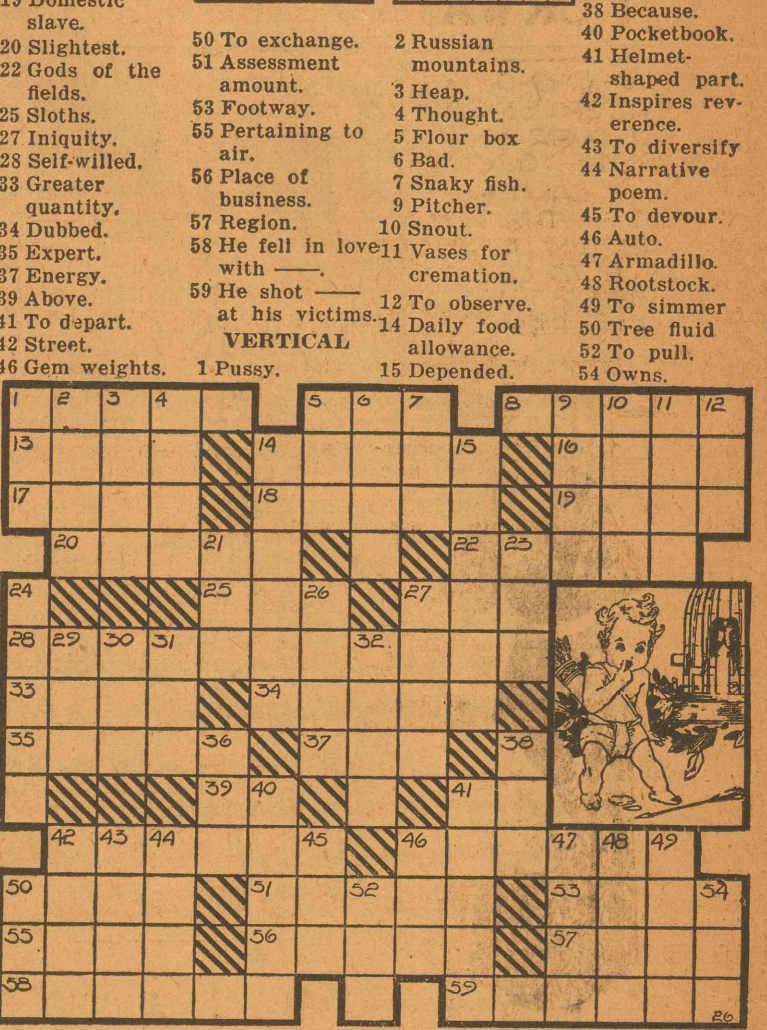 19 Domestic
slave.
20 Slightest.
22 Gods of the
fields.
25 Sloths.
27 Iniquity.
28 Self-willed.
33 Greater
quantity.
34 Dubbed.
35 Expert.
37 Energy.
39 Above.
41 To depart.
42 Street.
46 Gem weights.
50 To exchange.
51 Assessment
amount.
53 Footway.
55 Pertaining to
air.
56 Place of
business.
57 Region.
58 He fell in love
with ——.
59 He shot ——
at his victims.
VERTICAL
1 Pussy.
2 Russian
mountains.
3 Heap.
4 Thought.
5 Flour box
6 Bad.
7 Snaky fish.
9 Pitcher.
10 Snout.
11 Vases for
cremation.
12 To observe.
14 Daily food
allowance.
15 Depended.
38 Because.
40 Pocketbook.
41 Helmet-
shaped part.
42 Inspires rev-
erence.
43 To diversify
44 Narrative
poem.
45 To devour.
46 Auto.
47 Armadillo.
48 Rootstock.
49 To simmer
50 Tree fluid
52 To pull.
54 Owns.
1 2 3 4 5 6 7 8 9 10 11 12
13 14 15 16
17 18 19
20 21 22 23
24 25 26 27
28 29 30 31 32
33 34
35 36 37 38
39 40 41
42 43 44 45 46 47 48 49
50 51 52 53 54
55 56 57
58 59
26